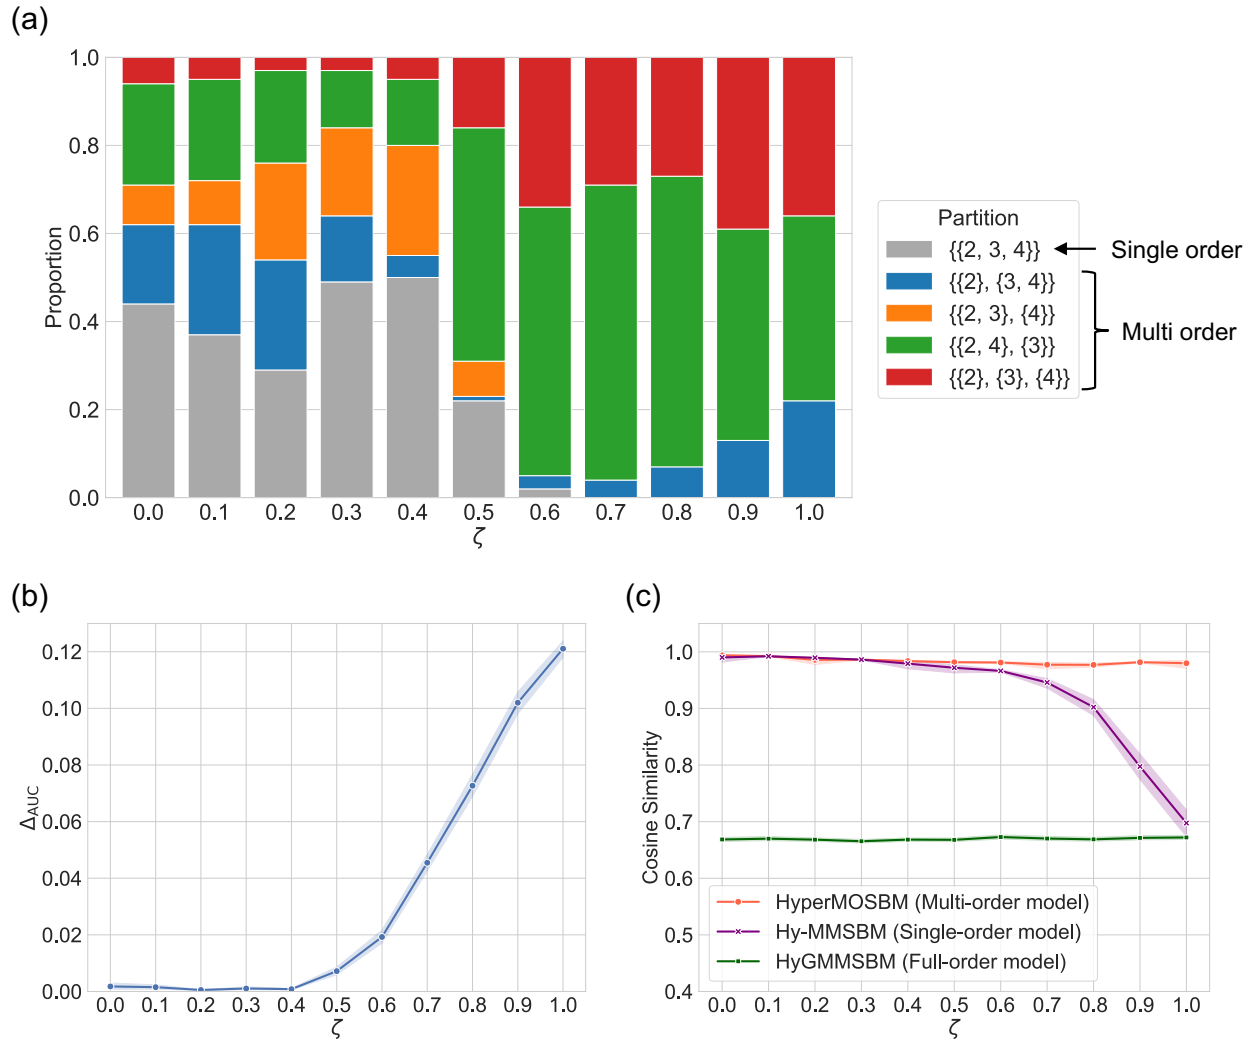 (a)
1.0
0.8
0.6
0.4
0.2
0.0
Proportion
0.0 0.1 0.2 0.3 0.4 0.5 0.6 0.7 0.8 0.9 1.0
ζ
Partition
{{2, 3, 4}}
{{2}, {3, 4}}
{{2, 3}, {4}}
{{2, 4}, {3}}
{{2}, {3}, {4}}
Single order
Multi order
(b)
0.12
0.10
0.08
0.06
0.04
0.02
0.00
Δ_AUC
0.0 0.1 0.2 0.3 0.4 0.5 0.6 0.7 0.8 0.9 1.0
ζ
(c)
1.0
0.9
0.8
0.7
0.6
0.5
0.4
Cosine Similarity
HyperMOSBM (Multi-order model)
Hy-MMSBM (Single-order model)
HyGMMSBM (Full-order model)
0.0 0.1 0.2 0.3 0.4 0.5 0.6 0.7 0.8 0.9 1.0
ζ